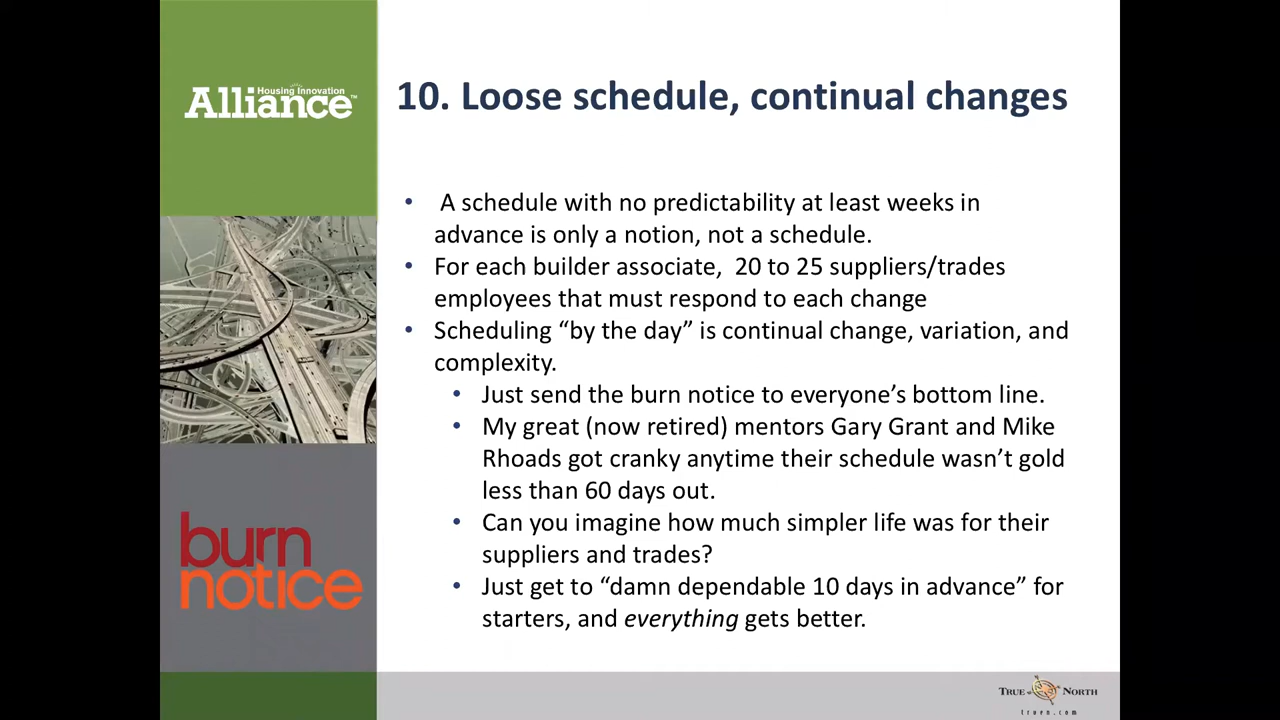 Housing Innovation
Alliance™
10. Loose schedule, continual changes
• A schedule with no predictability at least weeks in
advance is only a notion, not a schedule.
• For each builder associate, 20 to 25 suppliers/trades
employees that must respond to each change
• Scheduling “by the day” is continual change, variation, and
complexity.
• Just send the burn notice to everyone’s bottom line.
• My great (now retired) mentors Gary Grant and Mike
Rhoads got cranky anytime their schedule wasn’t gold
less than 60 days out.
• Can you imagine how much simpler life was for their
suppliers and trades?
• Just get to “damn dependable 10 days in advance” for
starters, and everything gets better.
burn
notice
TRUE NORTH
truen.com